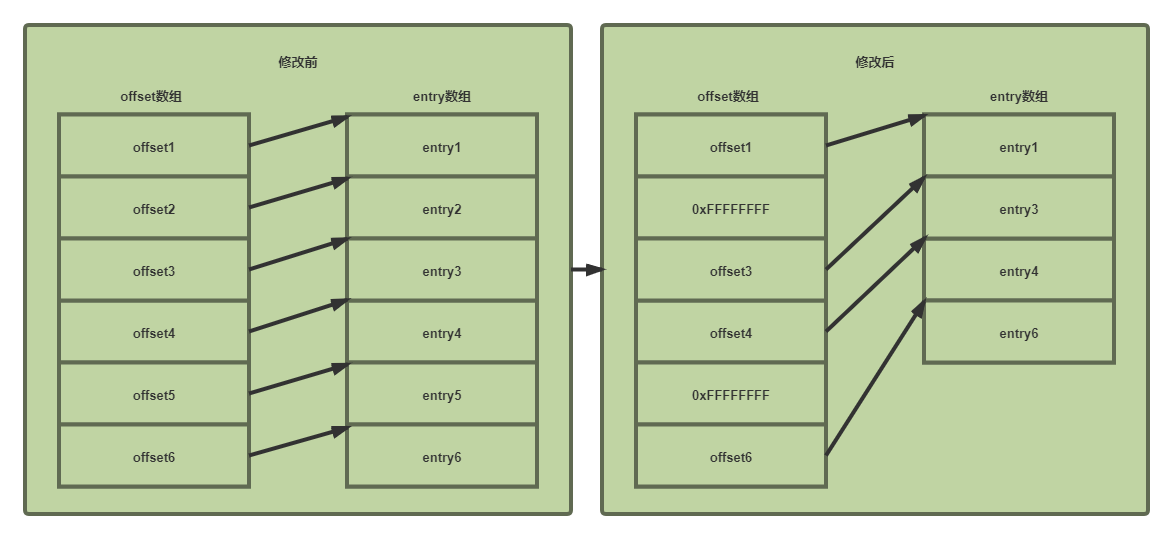 修改前
offset数组
entry数组
offset1
entry1
offset2
entry2
offset3
entry3
offset4
entry4
offset5
entry5
offset6
entry6
修改后
offset数组
entry数组
offset1
entry1
0xFFFFFFFF
entry3
offset3
entry4
offset4
entry6
0xFFFFFFFF
offset6